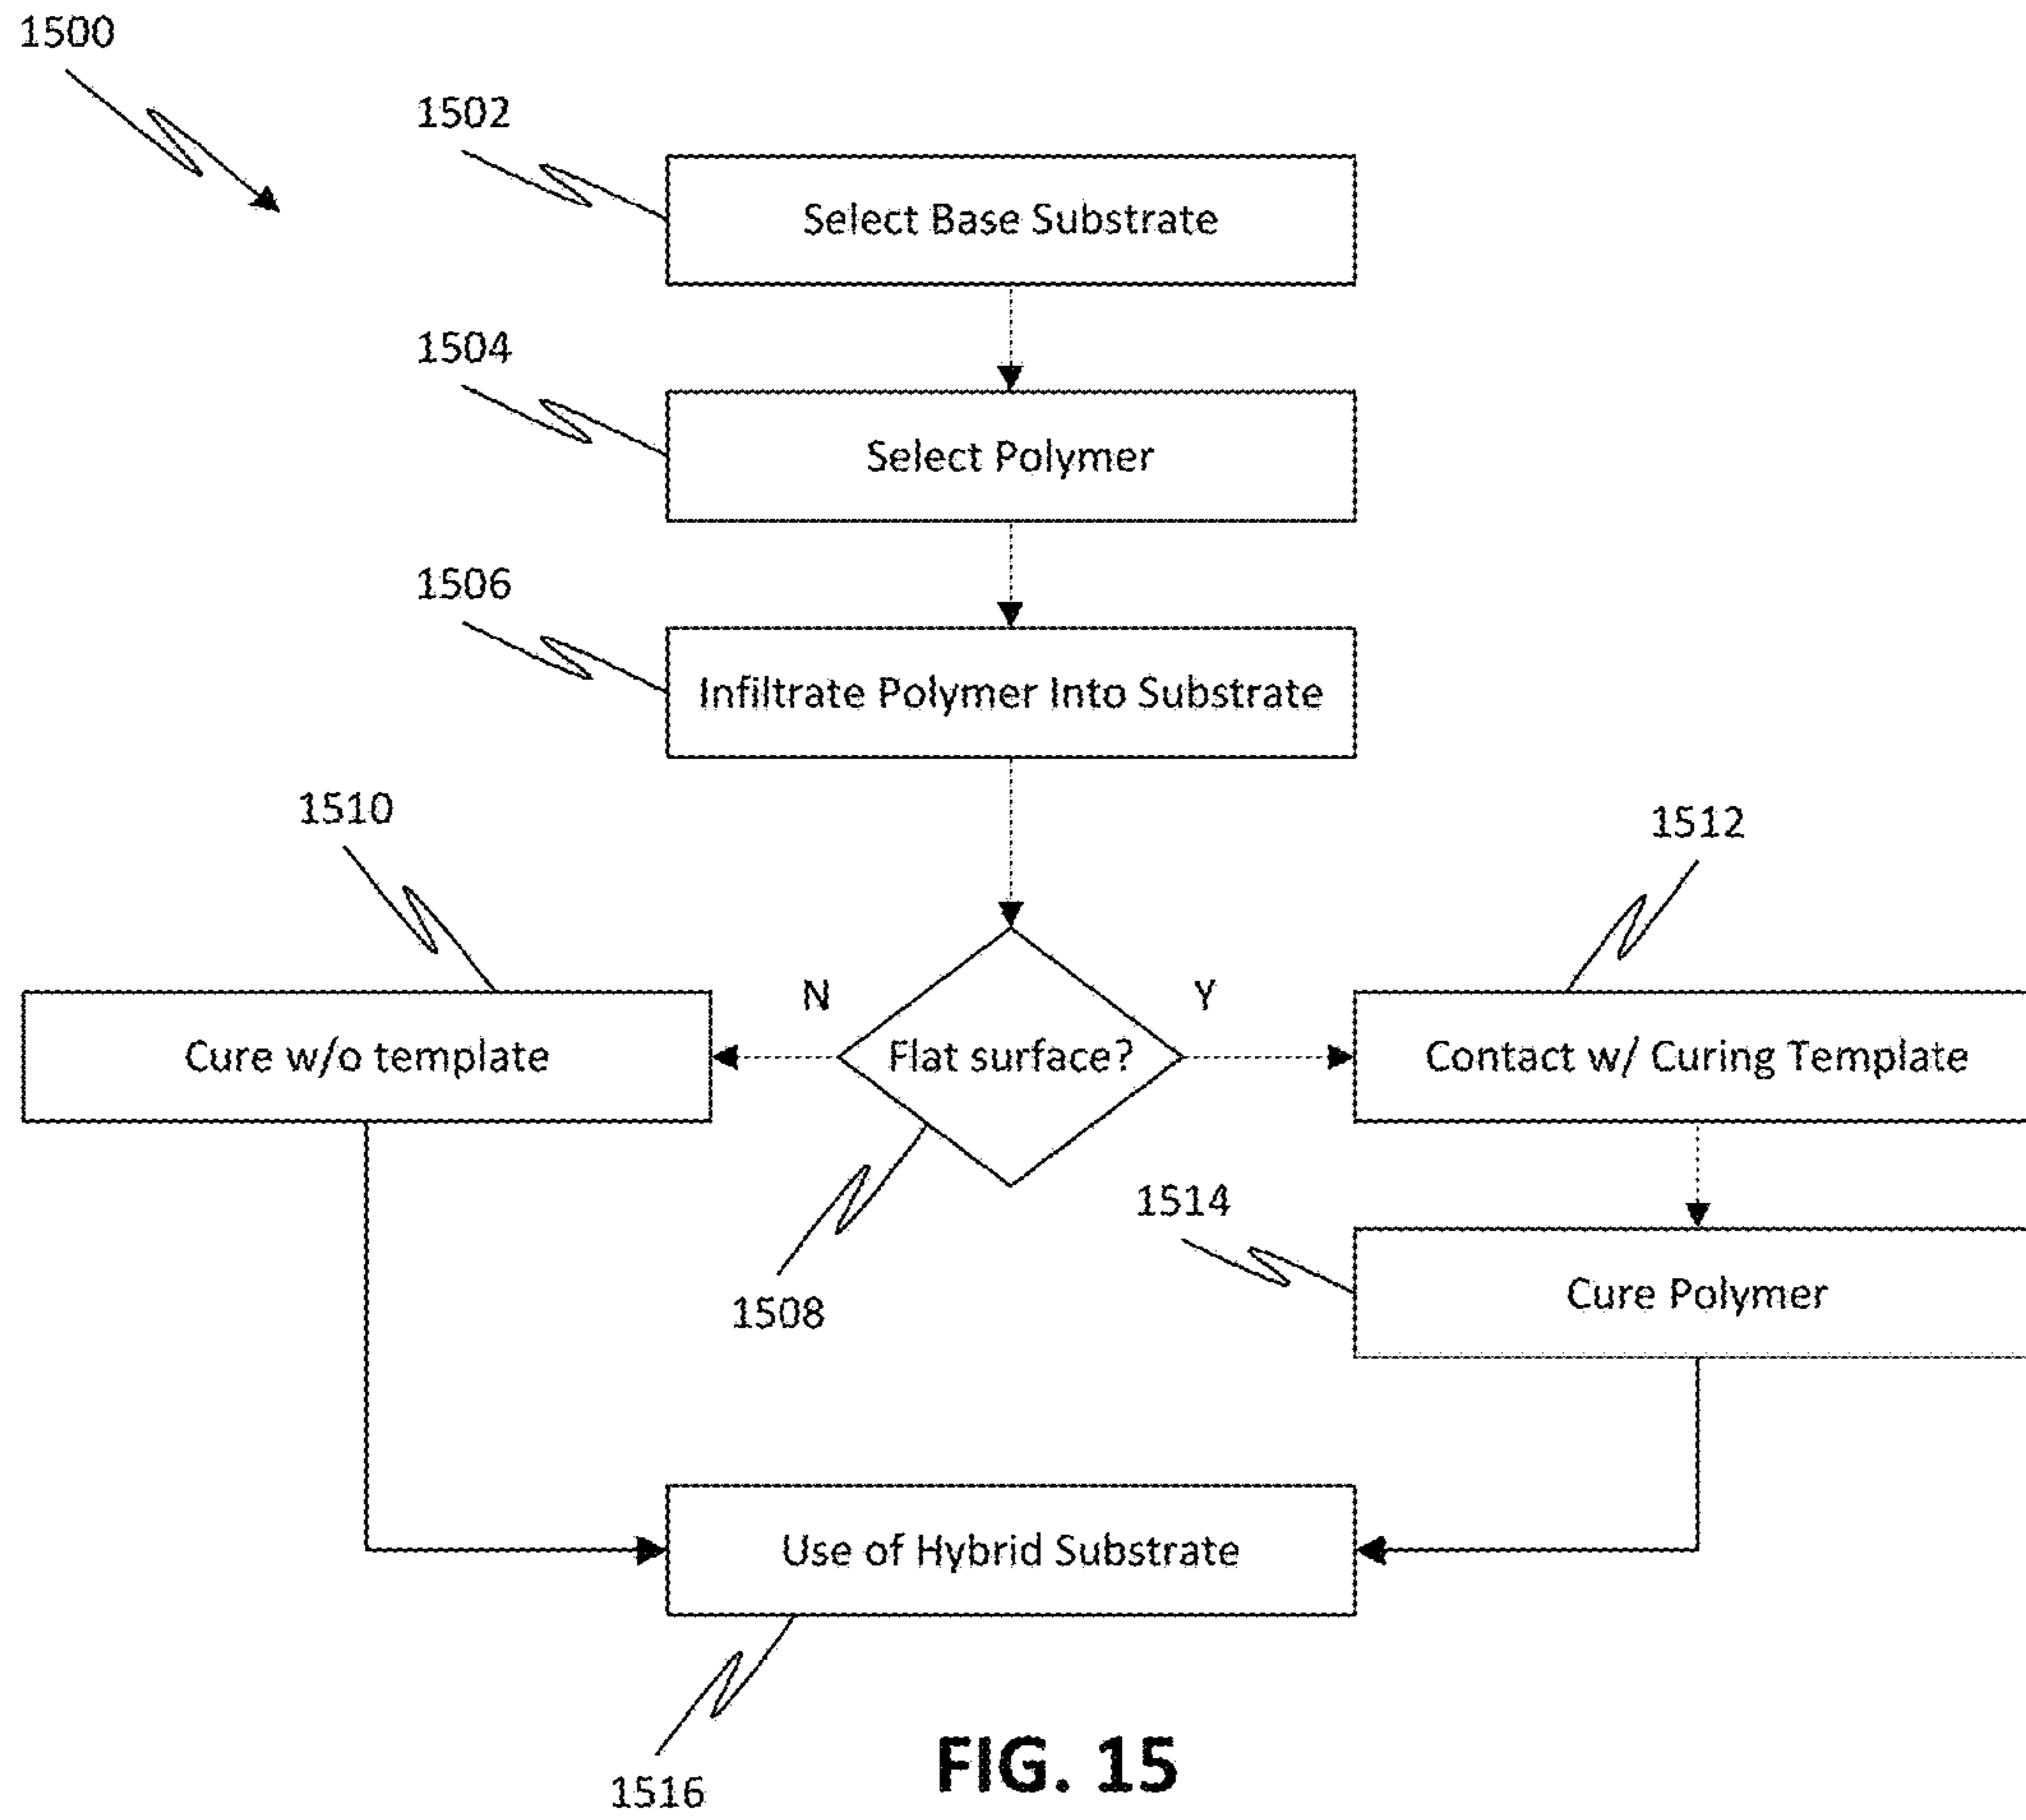 1500
1502
Select Base Substrate
1504
Select Polymer
1506
Infiltrate Polymer Into Substrate
1510
1512
N
Y
Cure w/o template
Flat surface?
Contact w/ Curing Template
1514
1508
Cure Polymer
Use of Hybrid Substrate
1516
FIG. 15